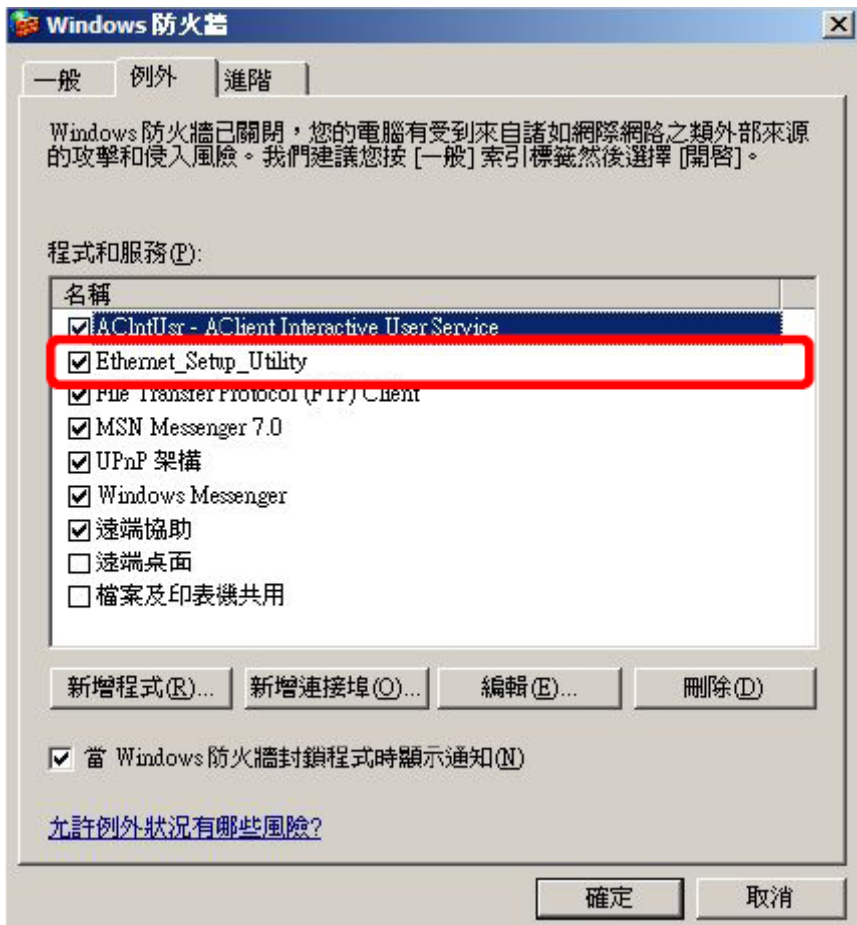 Windows 防火牆
一般
例外
進階
Windows 防火牆已關閉，您的電腦有受到來自諸如網際網路之類外部來源
的攻擊和侵入風險。我們建議您按 [一般] 索引標籤然後選擇 [開啓]。
程式和服務(P):
名稱
AClntUsr - AClient Interactive User Service
Ethernet_Setup_Utility
File Transfer Protocol (FTP) Client
MSN Messenger 7.0
UPnP 架構
Windows Messenger
遠端協助
遠端桌面
檔案及印表機共用
新增程式(R)...
新增連接埠(O)...
編輯(E)...
刪除(D)
當 Windows 防火牆封鎖程式時顯示通知(N)
允許例外狀況有哪些風險?
確定
取消